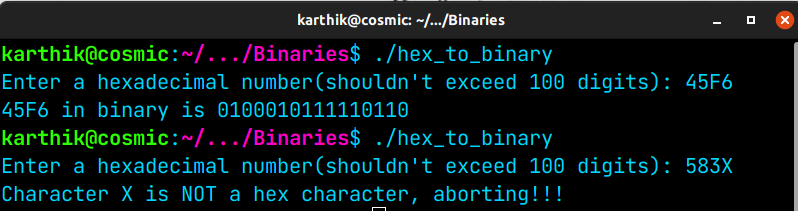 karthik@cosmic: ~/.../Binaries
karthik@cosmic:~/.../Binaries$ ./hex_to_binary
Enter a hexadecimal number(shouldn't exceed 100 digits): 45F6
45F6 in binary is 0100010111110110
karthik@cosmic:~/.../Binaries$ ./hex_to_binary
Enter a hexadecimal number(shouldn't exceed 100 digits): 583X
Character X is NOT a hex character, aborting!!!